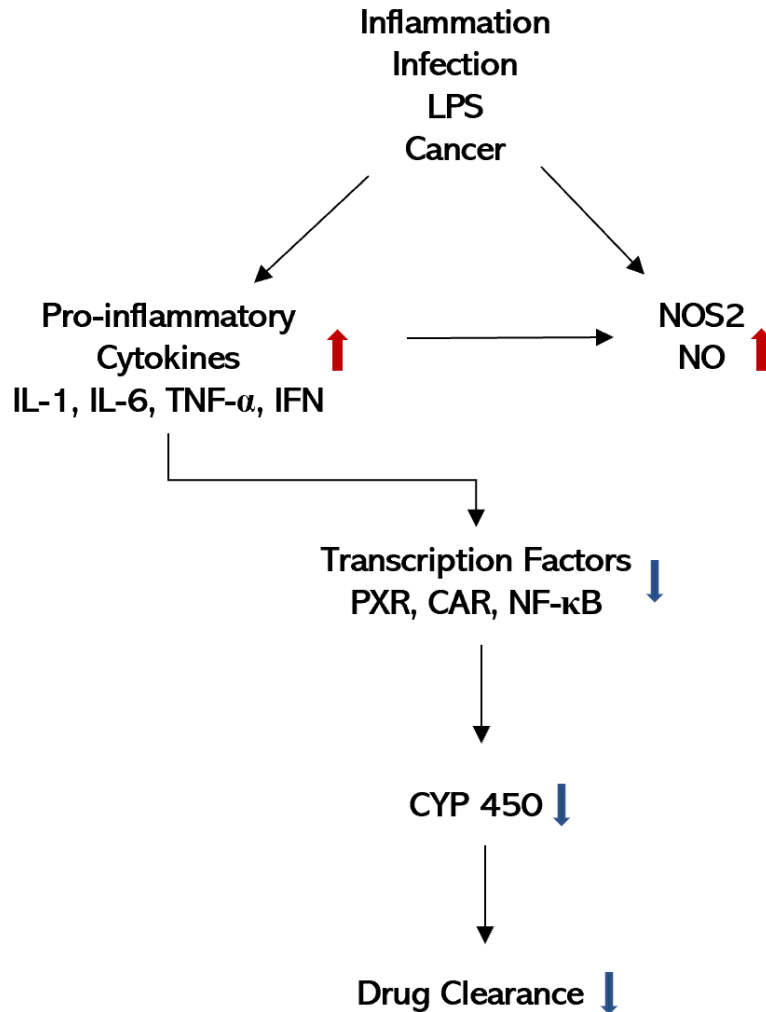 Inflammation
Infection
LPS
Cancer
Pro-inflammatory
Cytokines
IL-1, IL-6, TNF-α, IFN
NOS2
NO
Transcription Factors
PXR, CAR, NF-κB
CYP 450
Drug Clearance